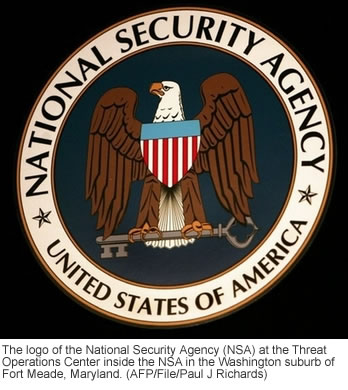 NATIONAL SECURITY AGENCY
UNITED STATES OF AMERICA
The logo of the National Security Agency (NSA) at the Threat
Operations Center inside the NSA in the Washington suburb of
Fort Meade, Maryland. (AFP/File/Paul J Richards)